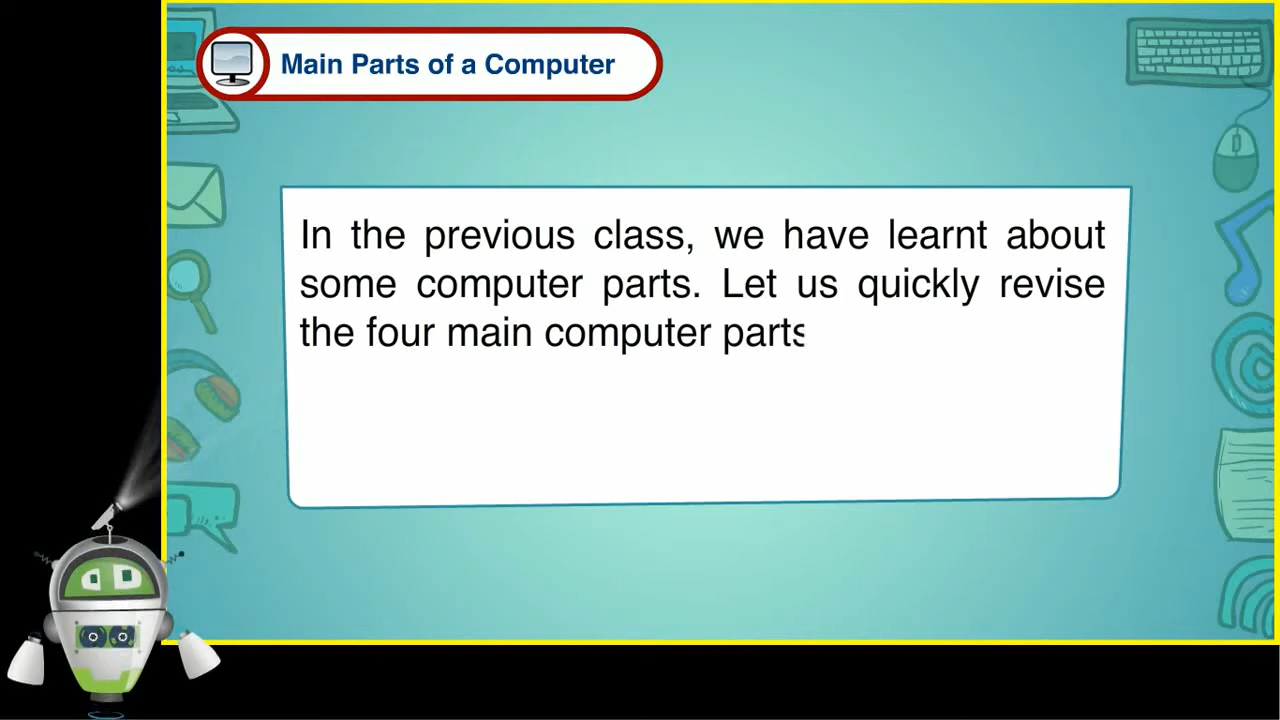 Main Parts of a Computer
In the previous class, we have learnt about
some computer parts. Let us quickly revise
the four main computer parts